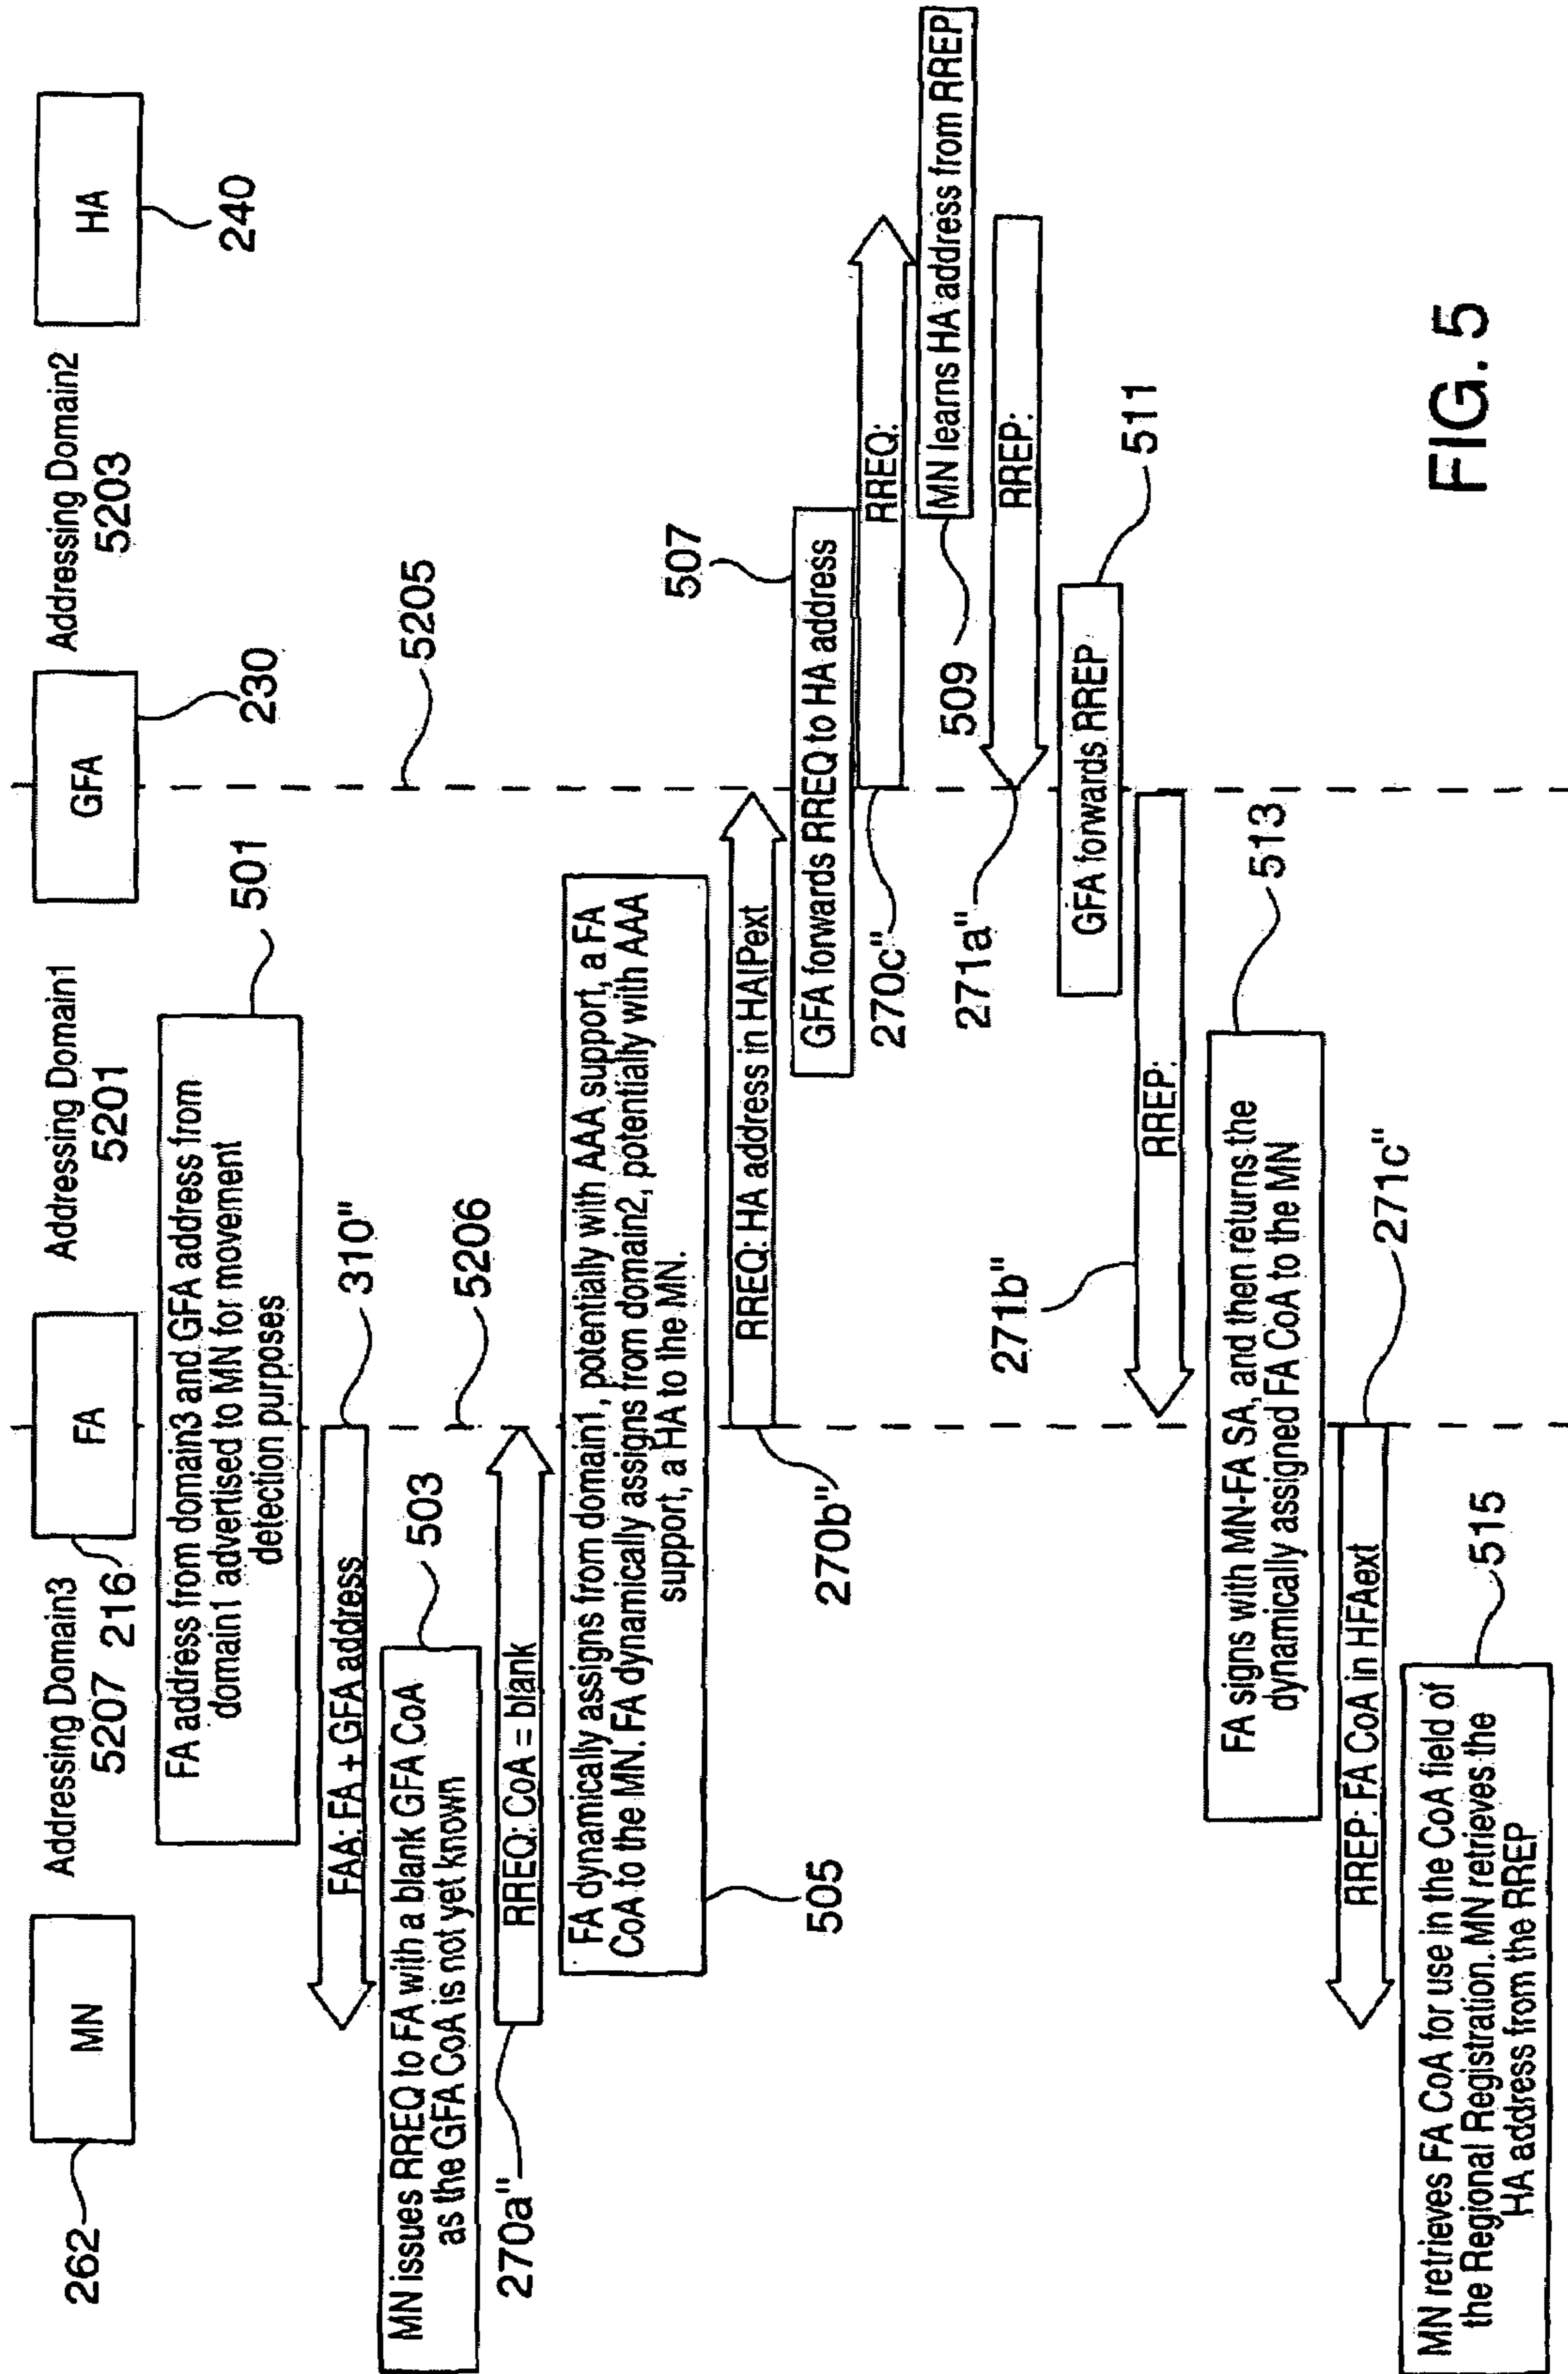 MN
262
Addressing Domain3
5207
FA
216
Addressing Domain1
5201
GFA
230
Addressing Domain2
5203
HA
240
FA address from domain3 and GFA address from
domain1 advertised to MN for movement
detection purposes
501
FAA: FA + GFA address
310"
5205
MN issues RREQ to FA with a blank GFA CoA
as the GFA CoA is not yet known
503
5206
RREQ: CoA = blank
270a"
FA dynamically assigns from domain1, potentially with AAA support, a FA
CoA to the MN. FA dynamically assigns from domain2, potentially with AAA
support, a HA to the MN.
505
RREQ: HA address in HAIPext
270b"
507
GFA forwards RREQ to HA address
RREQ:
270c"
MN learns HA address from RREP
509
RREP:
271a"
GFA forwards RREP
511
RREP:
271b"
FA signs with MN-FA SA, and then returns the
dynamically assigned FA CoA to the MN
513
RREP: FA CoA in HFAext
271c"
MN retrieves FA CoA for use in the CoA field of
the Regional Registration. MN retrieves the
HA address from the RREP
515
FIG. 5